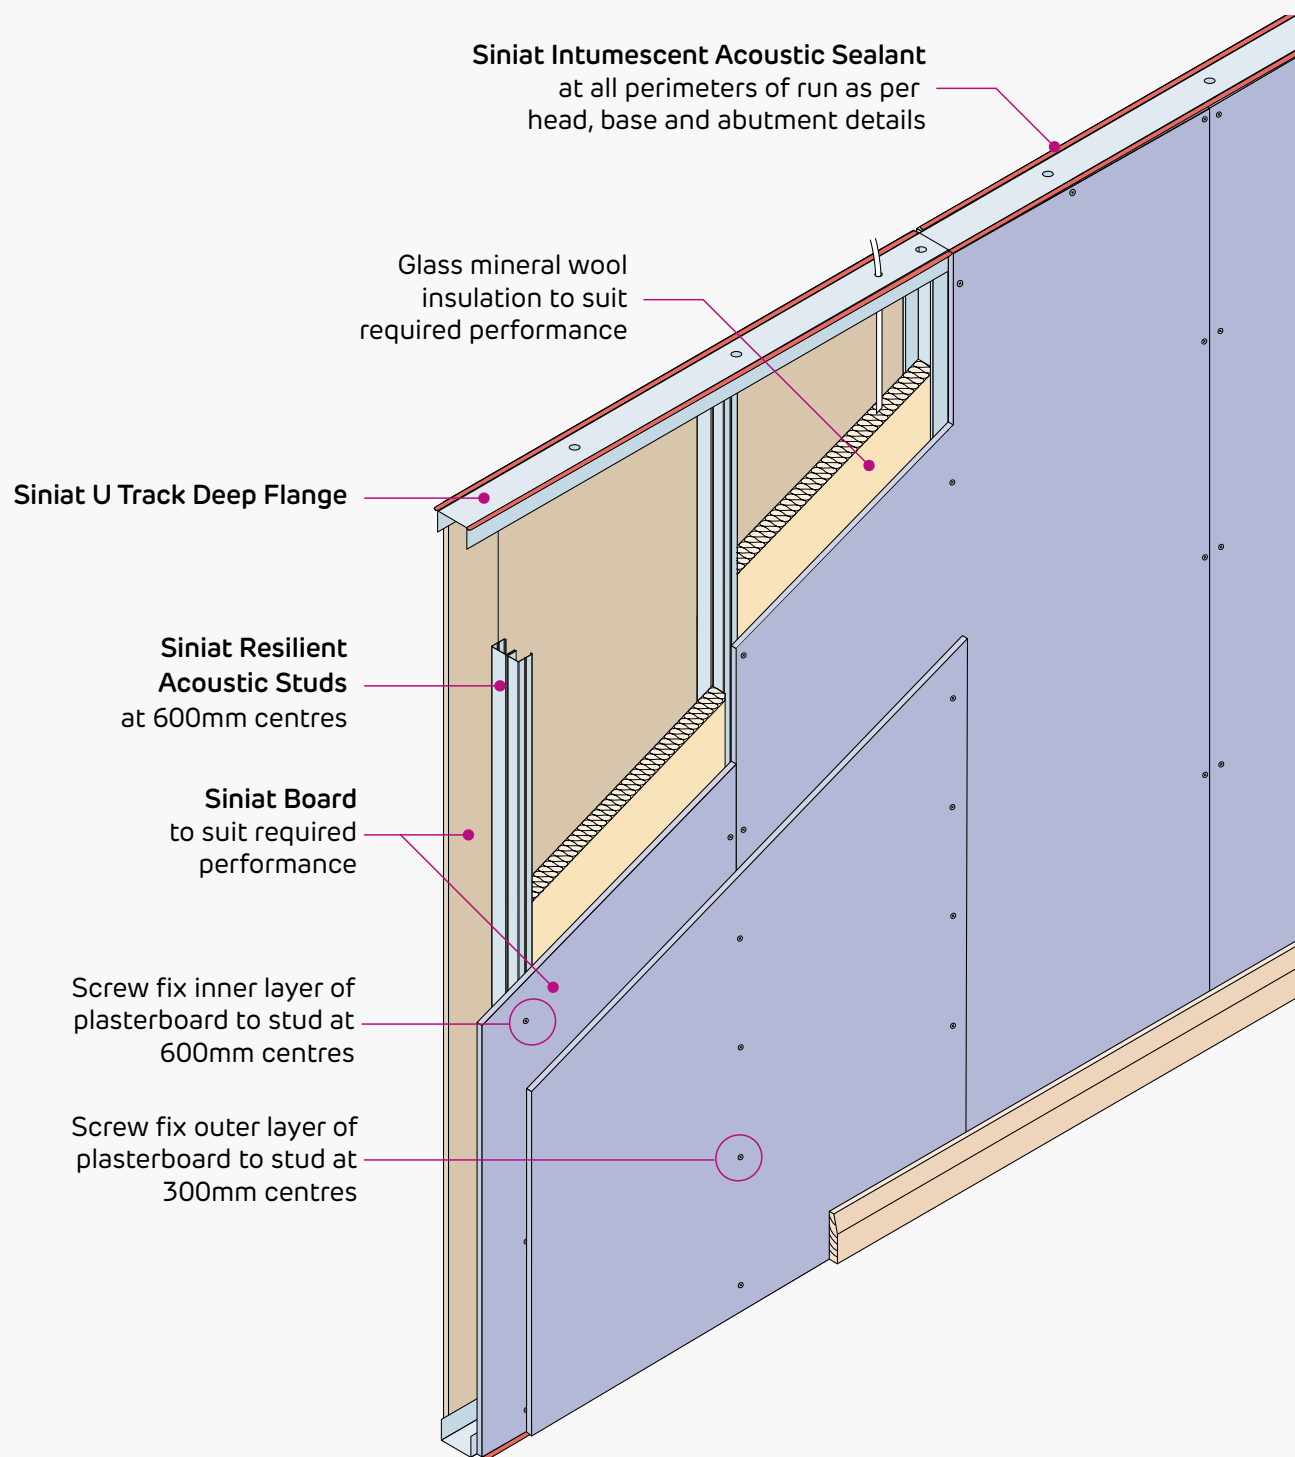 Siniat Intumescent Acoustic Sealant
at all perimeters of run as per
head, base and abutment details
Glass mineral wool
insulation to suit
required performance
Siniat U Track Deep Flange
Siniat Resilient
Acoustic Studs
at 600mm centres
Siniat Board
to suit required
performance
Screw fix inner layer of
plasterboard to stud at
600mm centres
Screw fix outer layer of
plasterboard to stud at
300mm centres